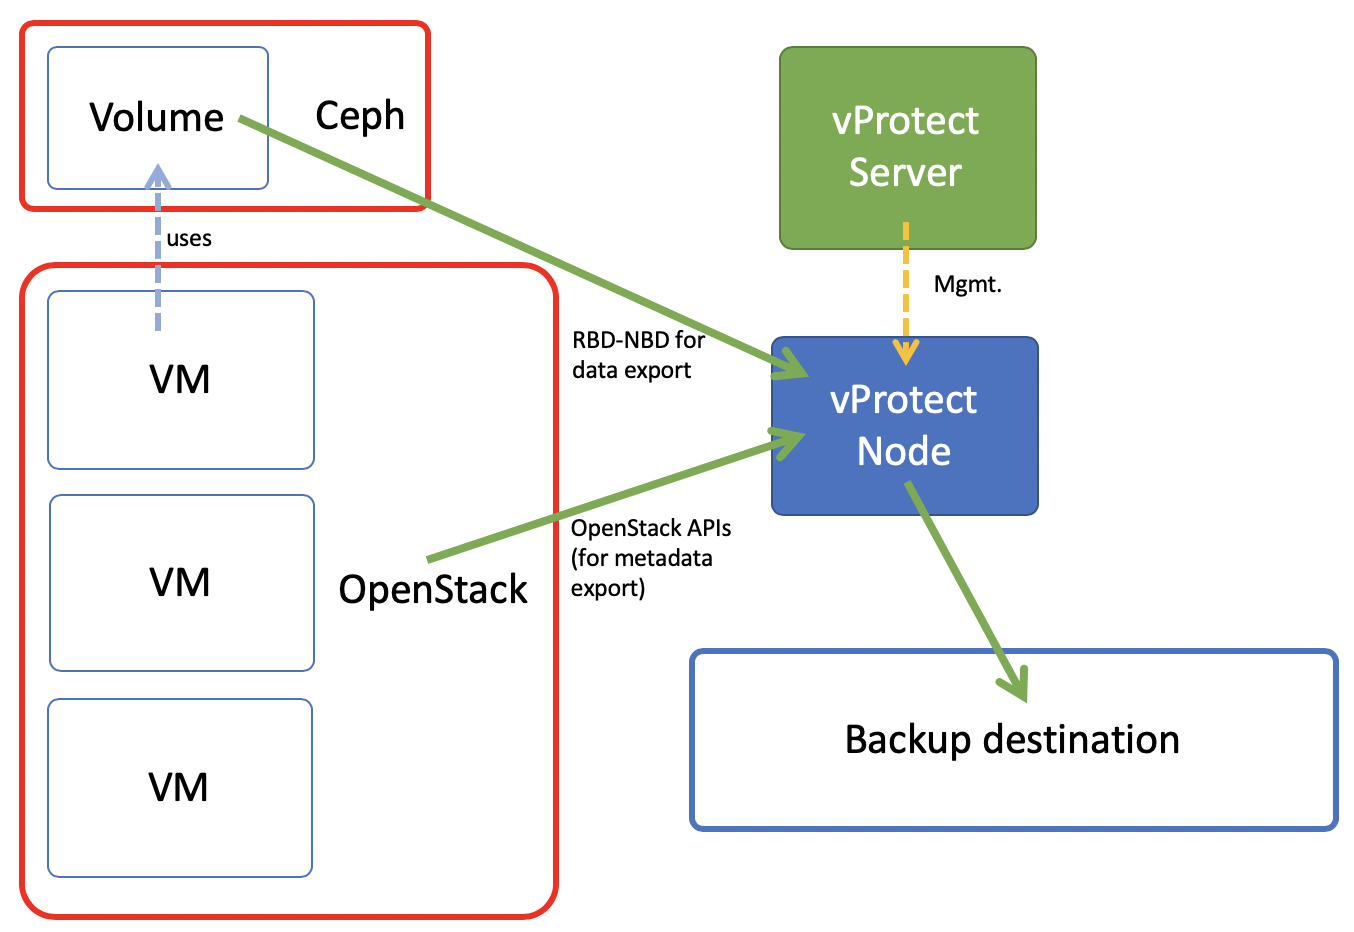 Volume
Ceph
vProtect
Server
uses
Mgmt.
VM
RBD-NBD for
data export
vProtect
Node
VM
OpenStack
OpenStack APIs
(for metadata
export)
VM
Backup destination